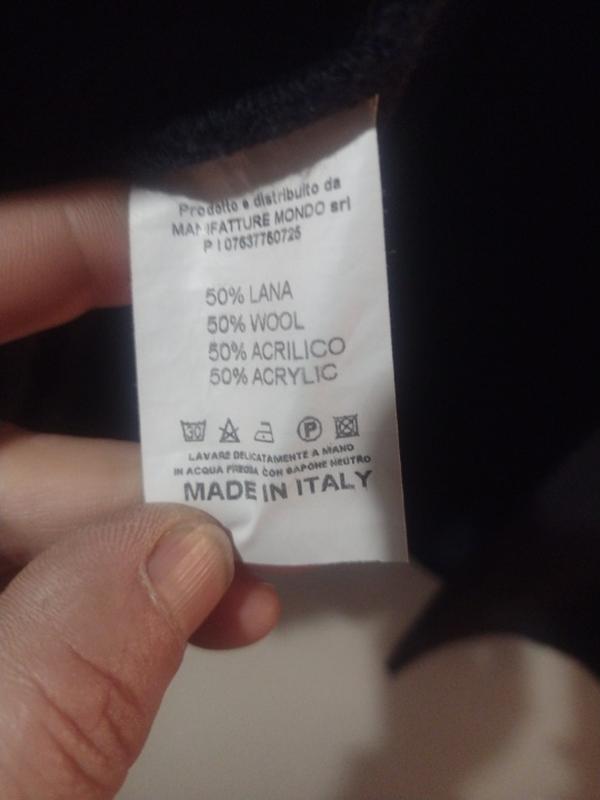 Prodotto e distribuito da
MANIFATTURE MONDO srl
P I 07637760725
50% LANA
50% WOOL
50% ACRILICO
50% ACRYLIC
30 P
LAVARE DELICATAMENTE A MANO
IN ACQUA FREDDA CON SAPONE NEUTRO
MADE IN ITALY